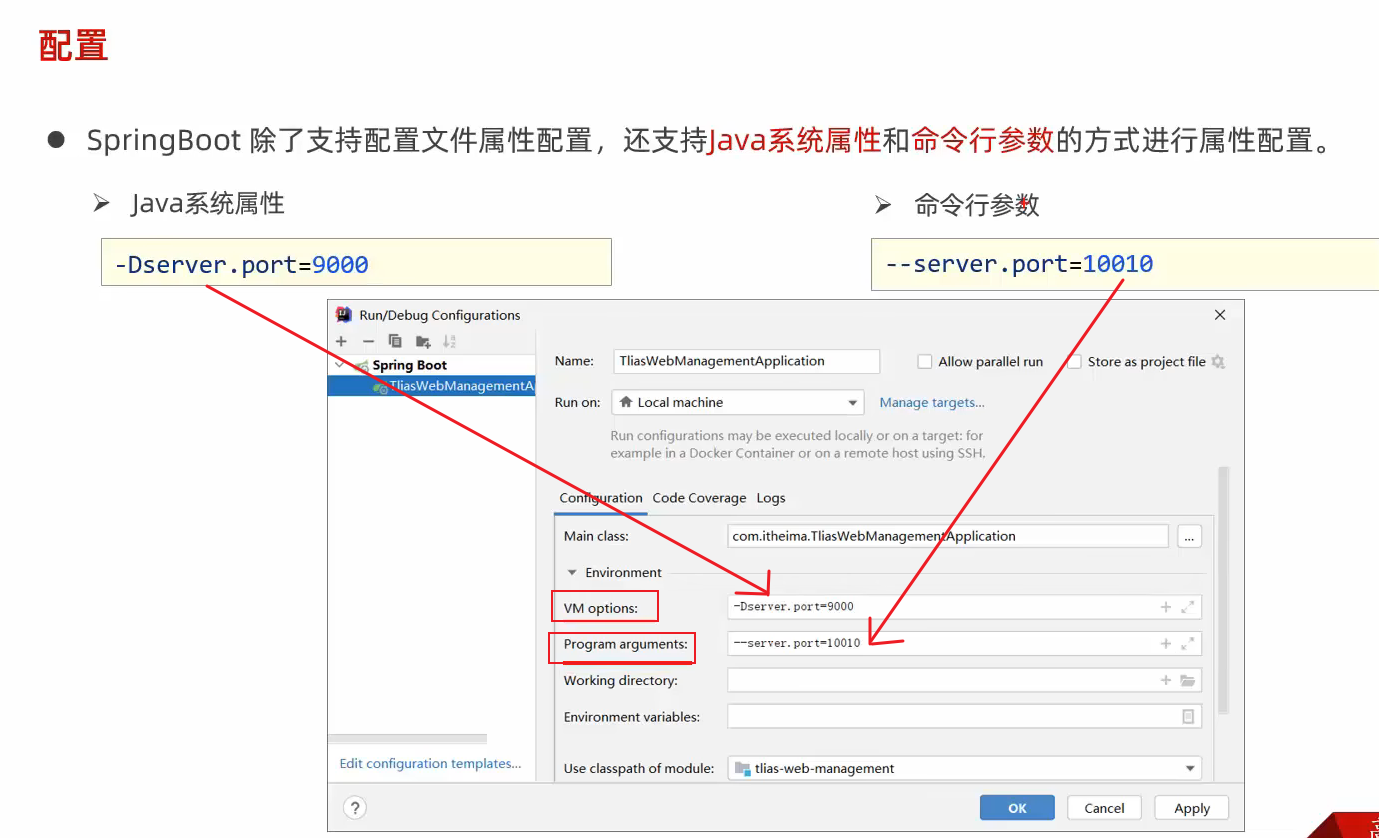 配置
● SpringBoot 除了支持配置文件属性配置，还支持Java系统属性和命令行参数的方式进行属性配置。
➢ Java系统属性
➢ 命令行参数
-Dserver.port=9000
--server.port=10010
Run/Debug Configurations
Spring Boot
TliasWebManagementA
Name: TliasWebManagementApplication
Allow parallel run
Store as project file
Run on: Local machine
Manage targets...
Run configurations may be executed locally or on a target: for
example in a Docker Container or on a remote host using SSH.
Configuration Code Coverage Logs
Main class: com.itheima.TliasWebManagementApplication ...
Environment
VM options: -Dserver.port=9000
Program arguments: --server.port=10010
Working directory:
Environment variables:
Use classpath of module: tlias-web-management
Edit configuration templates...
? OK Cancel Apply